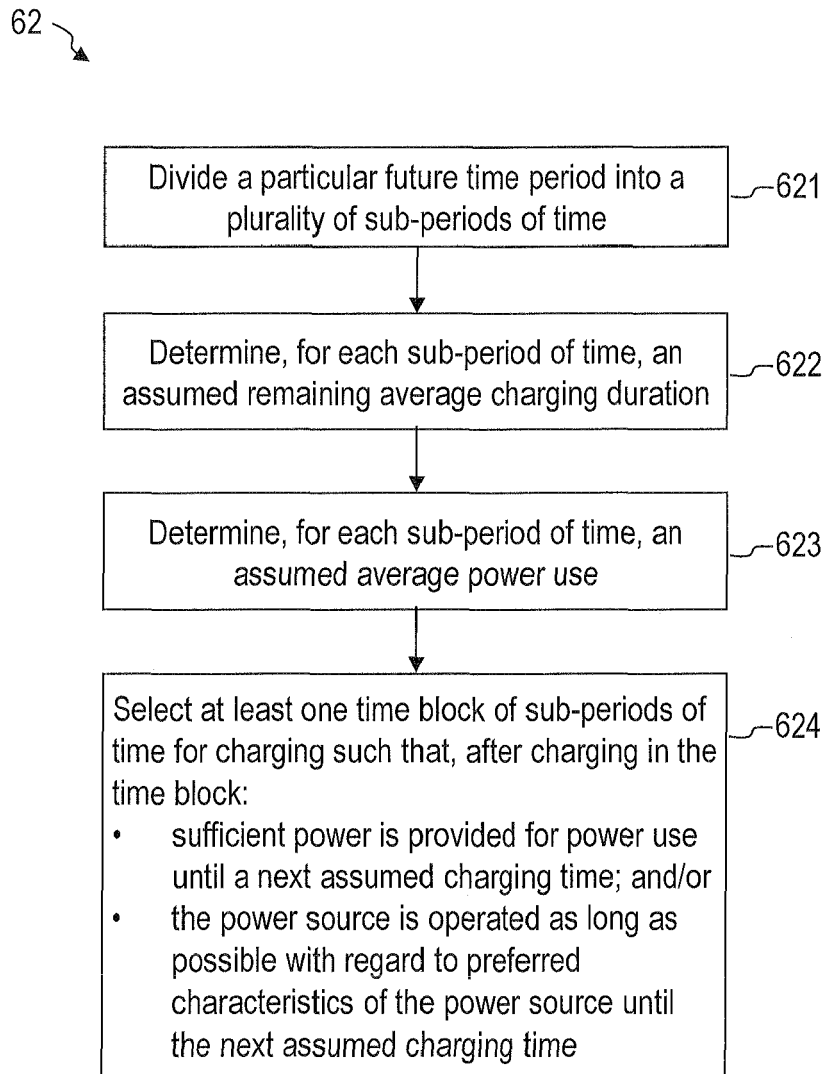 62
Divide a particular future time period into a
plurality of sub-periods of time
621
Determine, for each sub-period of time, an
assumed remaining average charging duration
622
Determine, for each sub-period of time, an
assumed average power use
623
Select at least one time block of sub-periods of
time for charging such that, after charging in the
time block:
• sufficient power is provided for power use
until a next assumed charging time; and/or
• the power source is operated as long as
possible with regard to preferred
characteristics of the power source until
the next assumed charging time
624